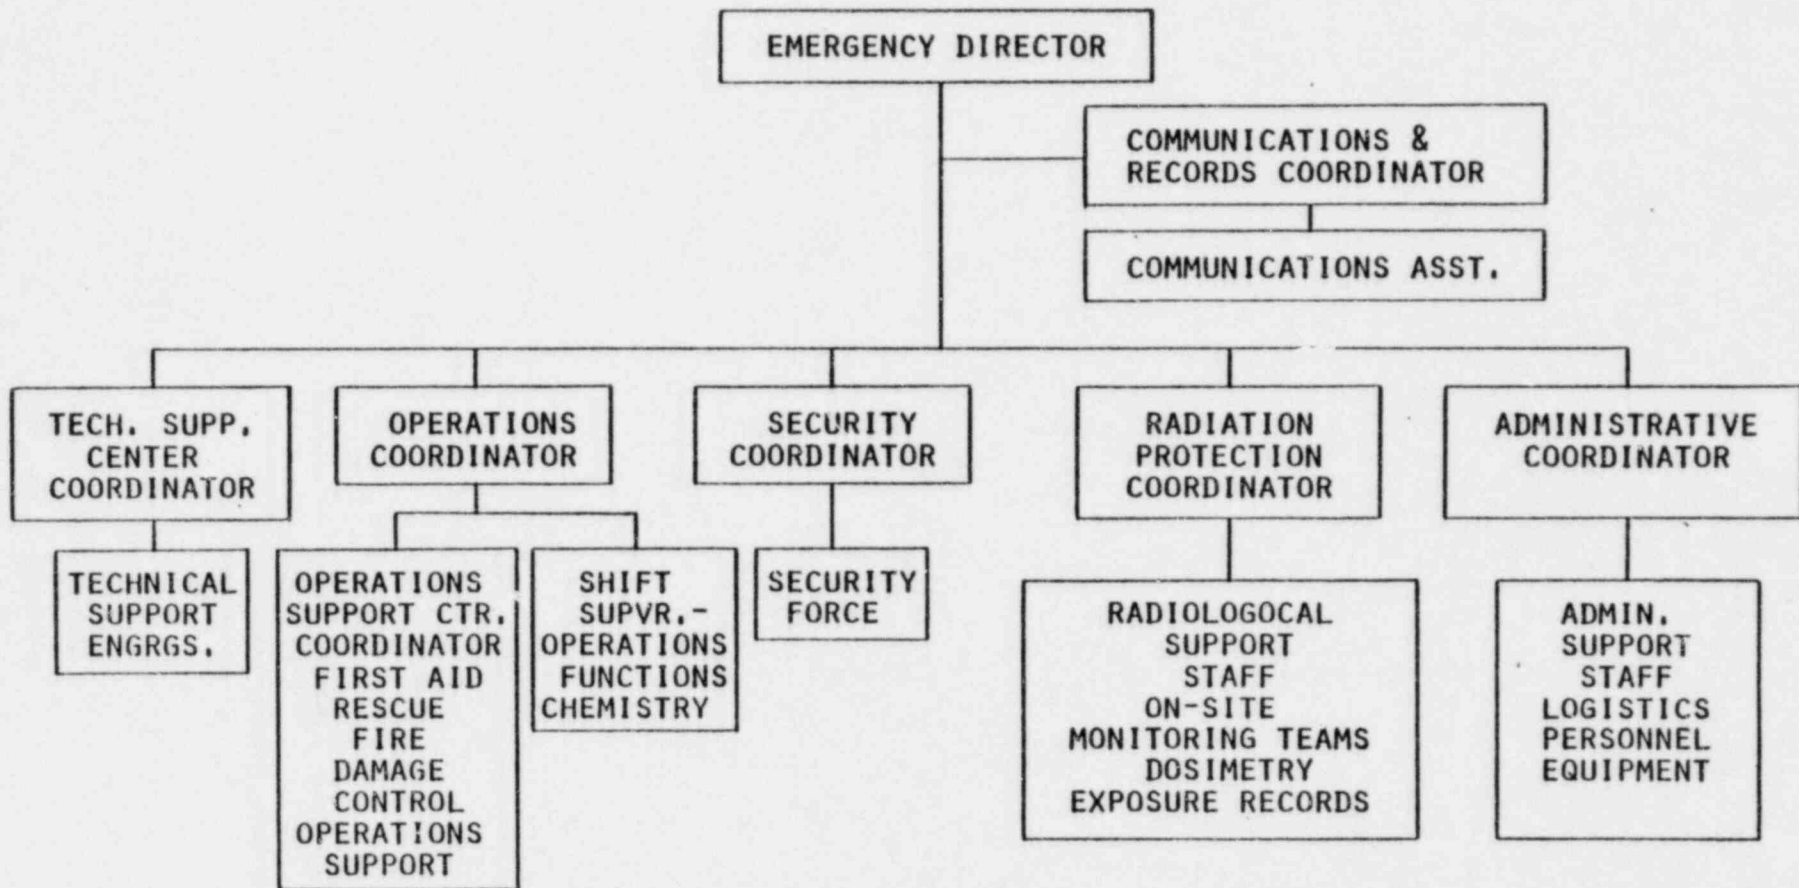 EMERGENCY DIRECTOR
COMMUNICATIONS &
RECORDS COORDINATOR
COMMUNICATIONS ASST.
TECH. SUPP.
CENTER
COORDINATOR
OPERATIONS
COORDINATOR
SECURITY
COORDINATOR
RADIATION
PROTECTION
COORDINATOR
ADMINISTRATIVE
COORDINATOR
TECHNICAL
SUPPORT
ENGRGS.
OPERATIONS
SUPPORT CTR.
COORDINATOR
FIRST AID
RESCUE
FIRE
DAMAGE
CONTROL
OPERATIONS
SUPPORT
SHIFT
SUPVR.-
OPERATIONS
FUNCTIONS
CHEMISTRY
SECURITY
FORCE
RADIOLOGOCAL
SUPPORT
STAFF
ON-SITE
MONITORING TEAMS
DOSIMETRY
EXPOSURE RECORDS
ADMIN.
SUPPORT
STAFF
LOGISTICS
PERSONNEL
EQUIPMENT